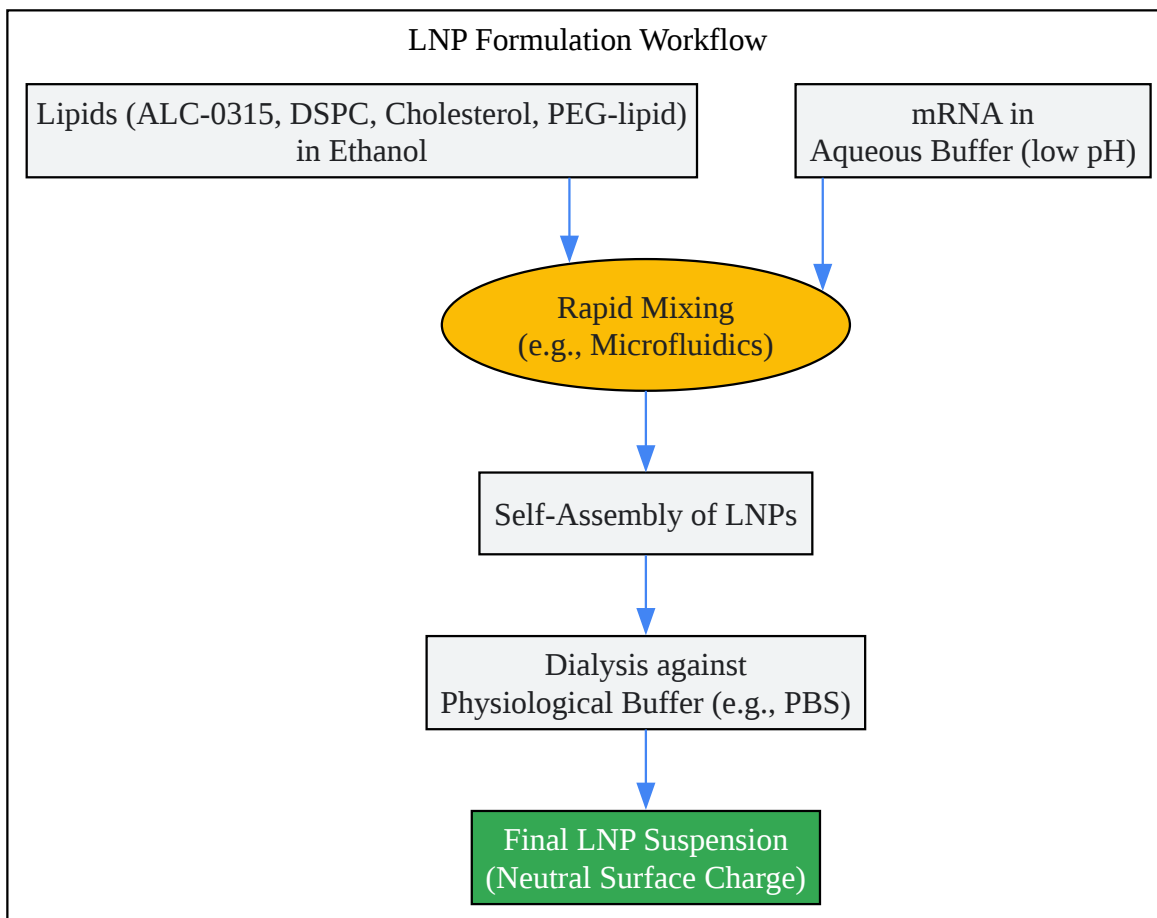 LNP Formulation Workflow
Lipids (ALC-0315, DSPC, Cholesterol, PEG-lipid)
in Ethanol
mRNA in
Aqueous Buffer (low pH)
Rapid Mixing
(e.g., Microfluidics)
Self-Assembly of LNPs
Dialysis against
Physiological Buffer (e.g., PBS)
Final LNP Suspension
(Neutral Surface Charge)